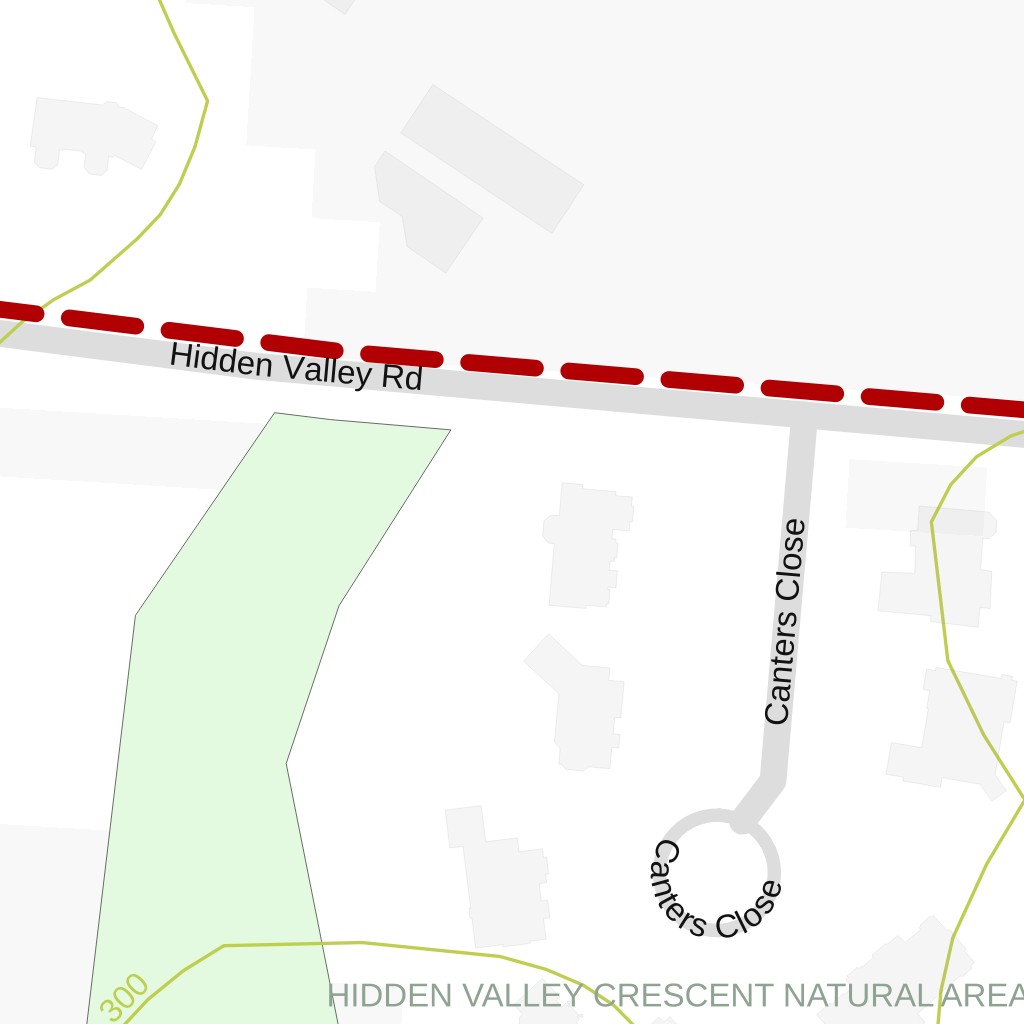 Hidden Valley Rd
Canters Close
Canters Close
300
HIDDEN VALLEY CRESCENT NATURAL AREA